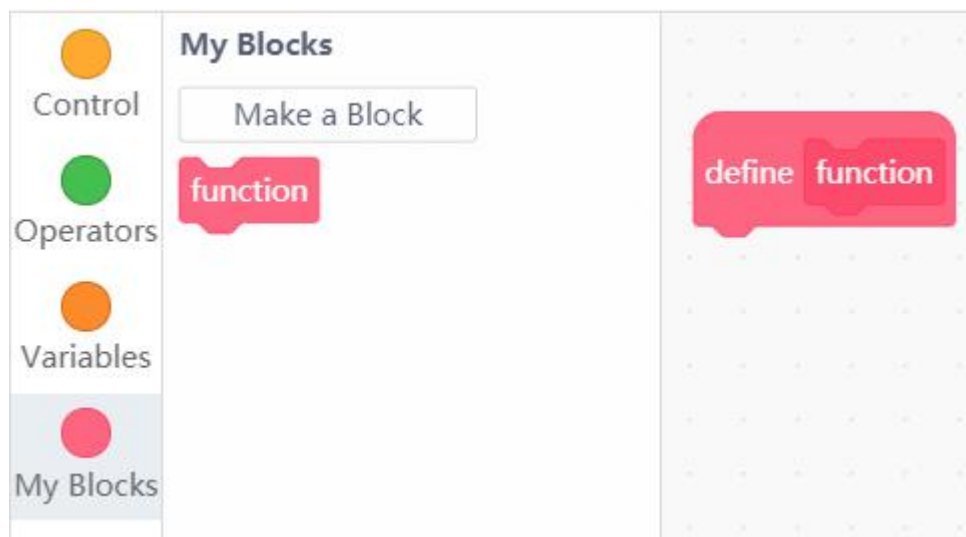 Control
Operators
Variables
My Blocks
My Blocks
Make a Block
function
define function